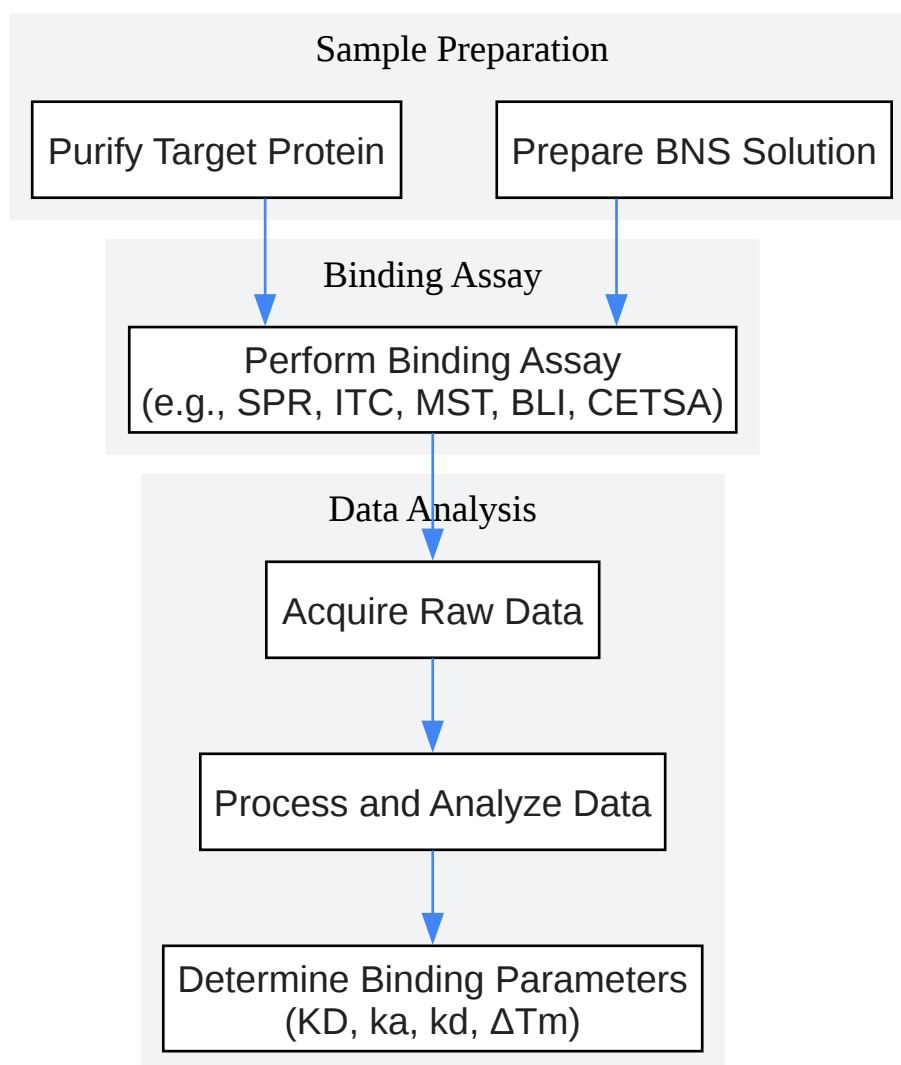 Sample Preparation
Purify Target Protein
Prepare BNS Solution
Binding Assay
Perform Binding Assay
(e.g., SPR, ITC, MST, BLI, CETSA)
Data Analysis
Acquire Raw Data
Process and Analyze Data
Determine Binding Parameters
(KD, ka, kd, ΔTm)